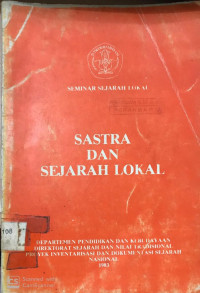 SEMINAR SEJARAH LOKAL
SASTRA
DAN
SEJARAH LOKAL
DEPARTEMEN PENDIDIKAN DAN KEBUDAYAAN
DIREKTORAT SEJARAH DAN NILAI TRADISIONAL
PROYEK INVENTARISASI DAN DOKUMENTASI SEJARAH
NASIONAL
1983